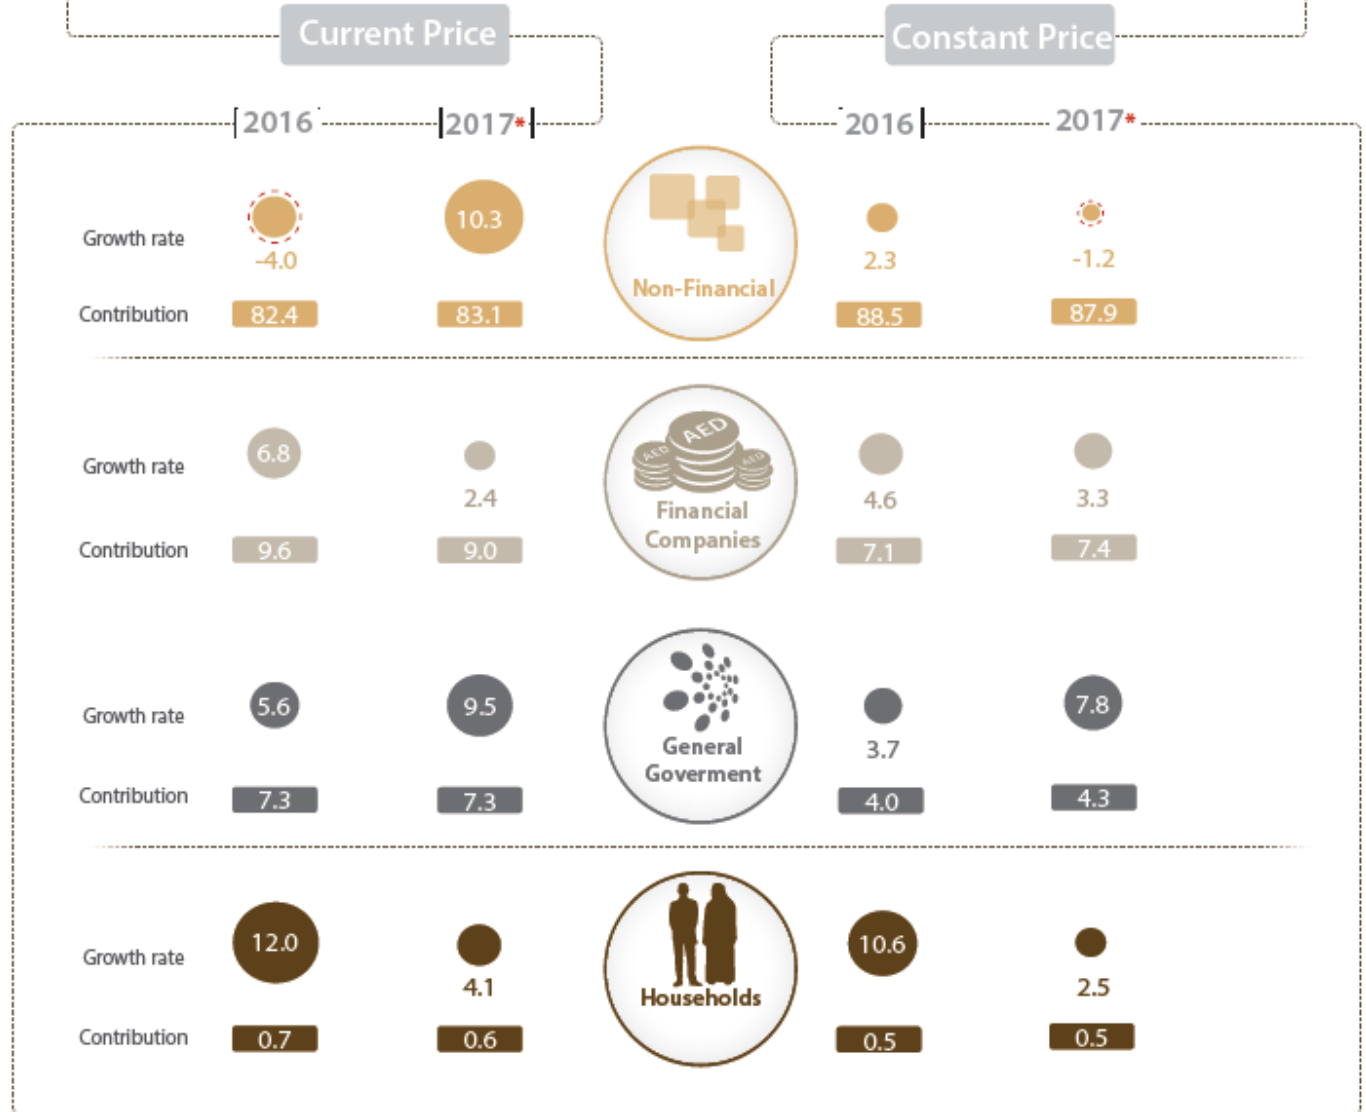 Current Price
Constant Price
2016
2017*
2016
2017*
Growth rate
-4.0
10.3
Non-Financial
2.3
-1.2
Contribution
82.4
83.1
88.5
87.9
Growth rate
6.8
2.4
AED
AED
AED
Financial
Companies
4.6
3.3
Contribution
9.6
9.0
7.1
7.4
Growth rate
5.6
9.5
General
Goverment
3.7
7.8
Contribution
7.3
7.3
4.0
4.3
Growth rate
12.0
4.1
Households
10.6
2.5
Contribution
0.7
0.6
0.5
0.5